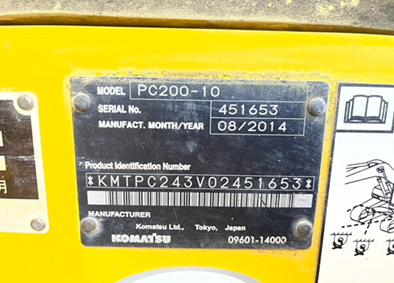 MODEL PC200-10
SERIAL No. 451653
MANUFACT. MONTH/YEAR 08/2014
Product Identification Number
*KMTPC243V02451653*
MANUFACTURER
Komatsu Ltd., Tokyo, Japan
KOMATSU 09601-14000
月